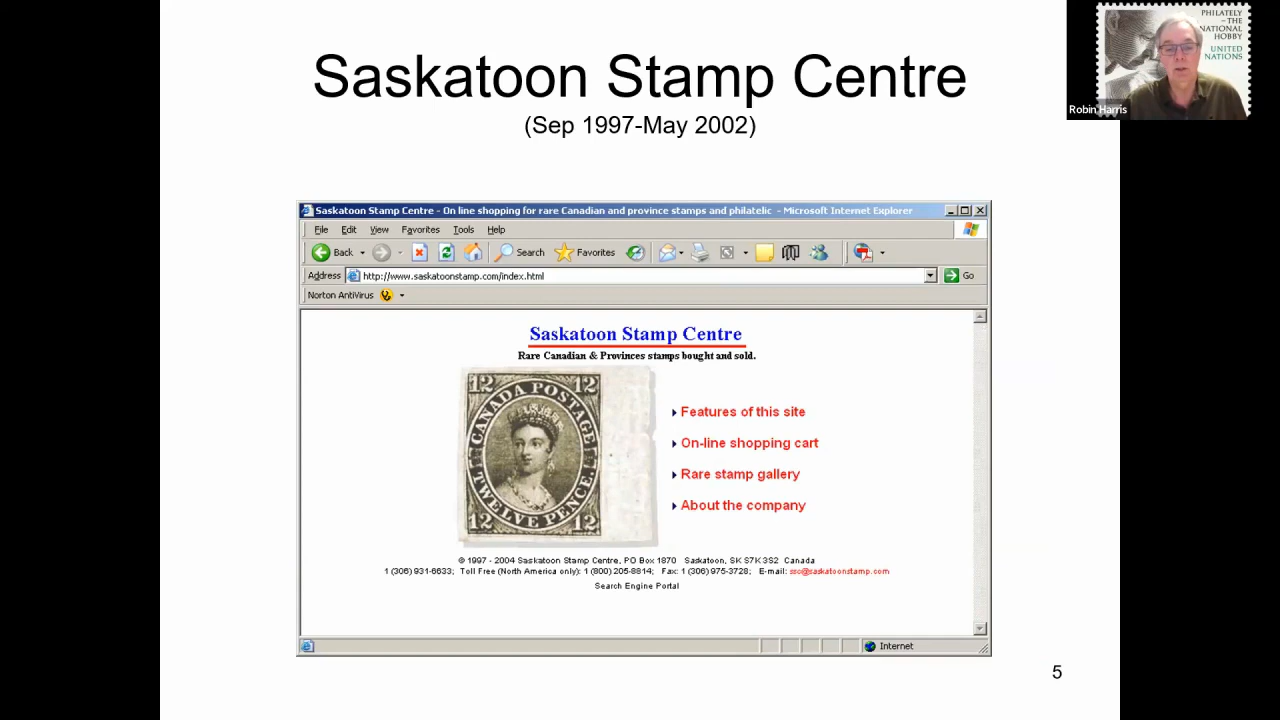 Saskatoon Stamp Centre
(Sep 1997-May 2002)
PHILATELY
– THE
NATIONAL
HOBBY
UNITED
NATIONS
Robin Harris
Saskatoon Stamp Centre - On line shopping for rare Canadian and province stamps and philatelic - Microsoft Internet Explorer
File Edit View Favorites Tools Help
Back Search Favorites
Address http://www.saskatoonstamp.com/index.html Go
Norton AntiVirus
Saskatoon Stamp Centre
Rare Canadian & Provinces stamps bought and sold.
12 12
CANADA POSTAGE
TWELVE PENCE.
12 12
Features of this site
On-line shopping cart
Rare stamp gallery
About the company
© 1997 - 2004 Saskatoon Stamp Centre, PO Box 1870 Saskatoon, SK S7K 3S2 Canada
1 (306) 931-6633; Toll Free (North America only): 1 (800) 205-8814; Fax: 1 (306) 975-3728; E-mail: ssc@saskatoonstamp.com
Search Engine Portal
Internet
5